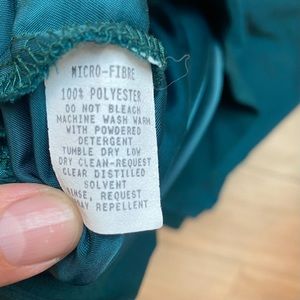 MICRO-FIBRE
100% POLYESTER
DO NOT BLEACH
MACHINE WASH WARM
WITH POWDERED
DETERGENT
TUMBLE DRY LOW
DRY CLEAN-REQUEST
CLEAR DISTILLED
SOLVENT
RINSE, REQUEST
REPELLENT